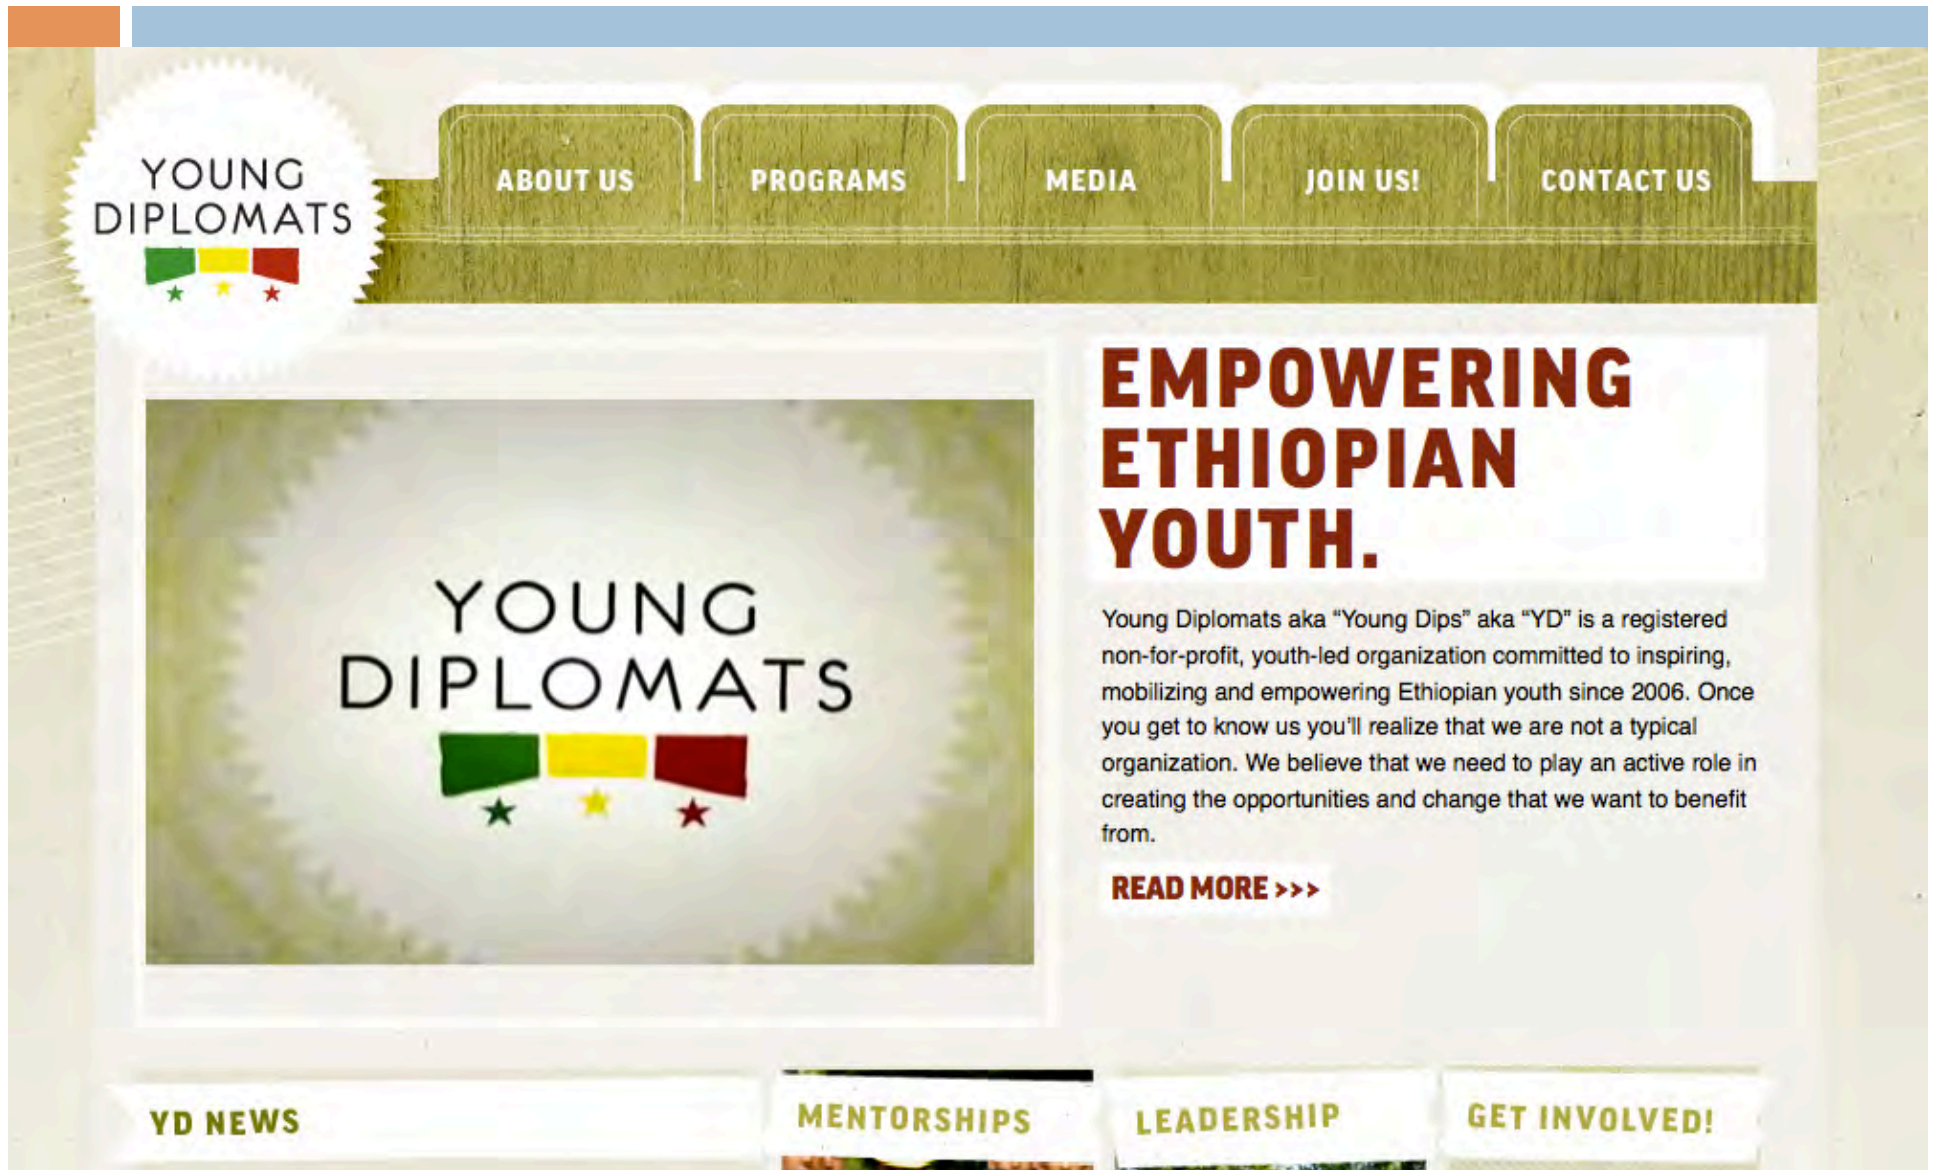 YOUNG
DIPLOMATS
ABOUT US
PROGRAMS
MEDIA
JOIN US!
CONTACT US
YOUNG
DIPLOMATS
EMPOWERING
ETHIOPIAN
YOUTH.
Young Diplomats aka “Young Dips” aka “YD” is a registered
non-for-profit, youth-led organization committed to inspiring,
mobilizing and empowering Ethiopian youth since 2006. Once
you get to know us you’ll realize that we are not a typical
organization. We believe that we need to play an active role in
creating the opportunities and change that we want to benefit
from.
READ MORE >>>
YD NEWS
MENTORSHIPS
LEADERSHIP
GET INVOLVED!